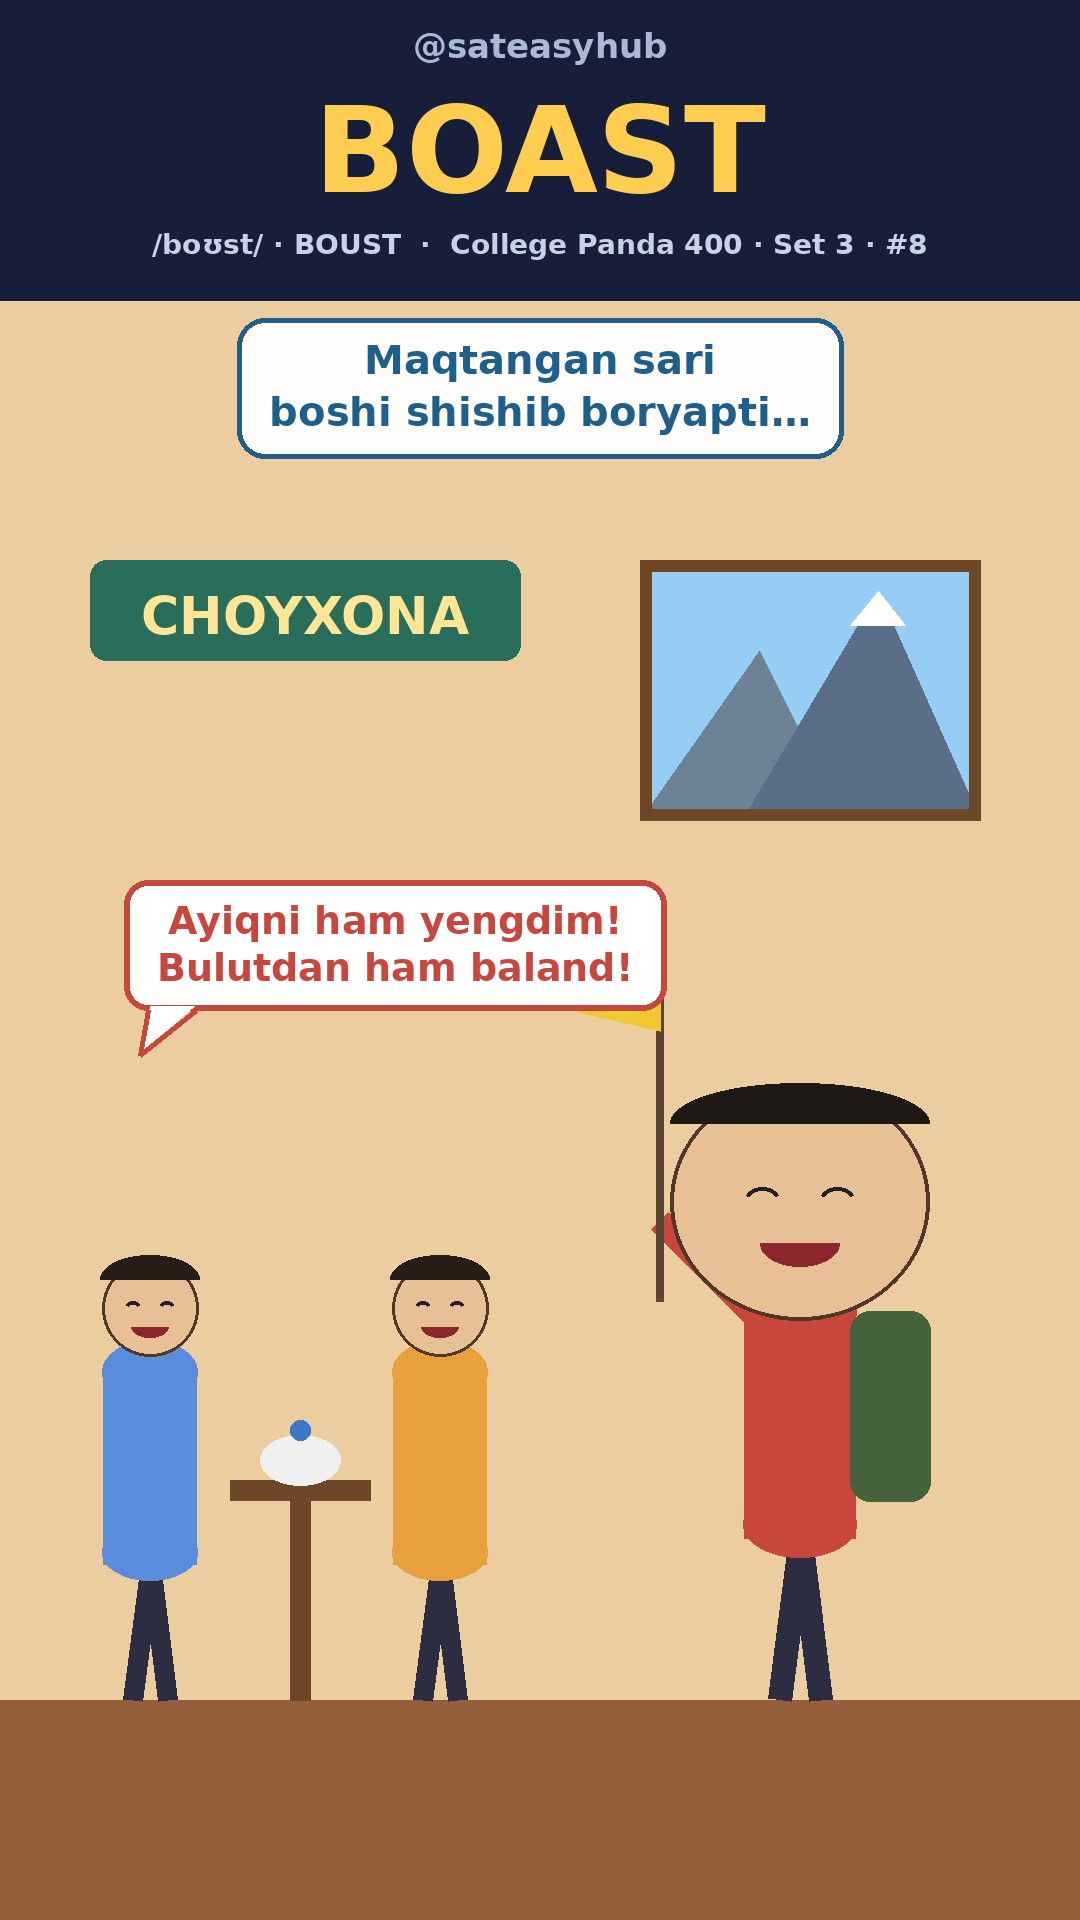 @sateasyhub
BOAST
/boʊst/ · BOUST · College Panda 400 · Set 3 · #8
Maqtangan sari
boshi shishib boryapti...
CHOYXONA
Ayiqni ham yengdim!
Bulutdan ham baland!